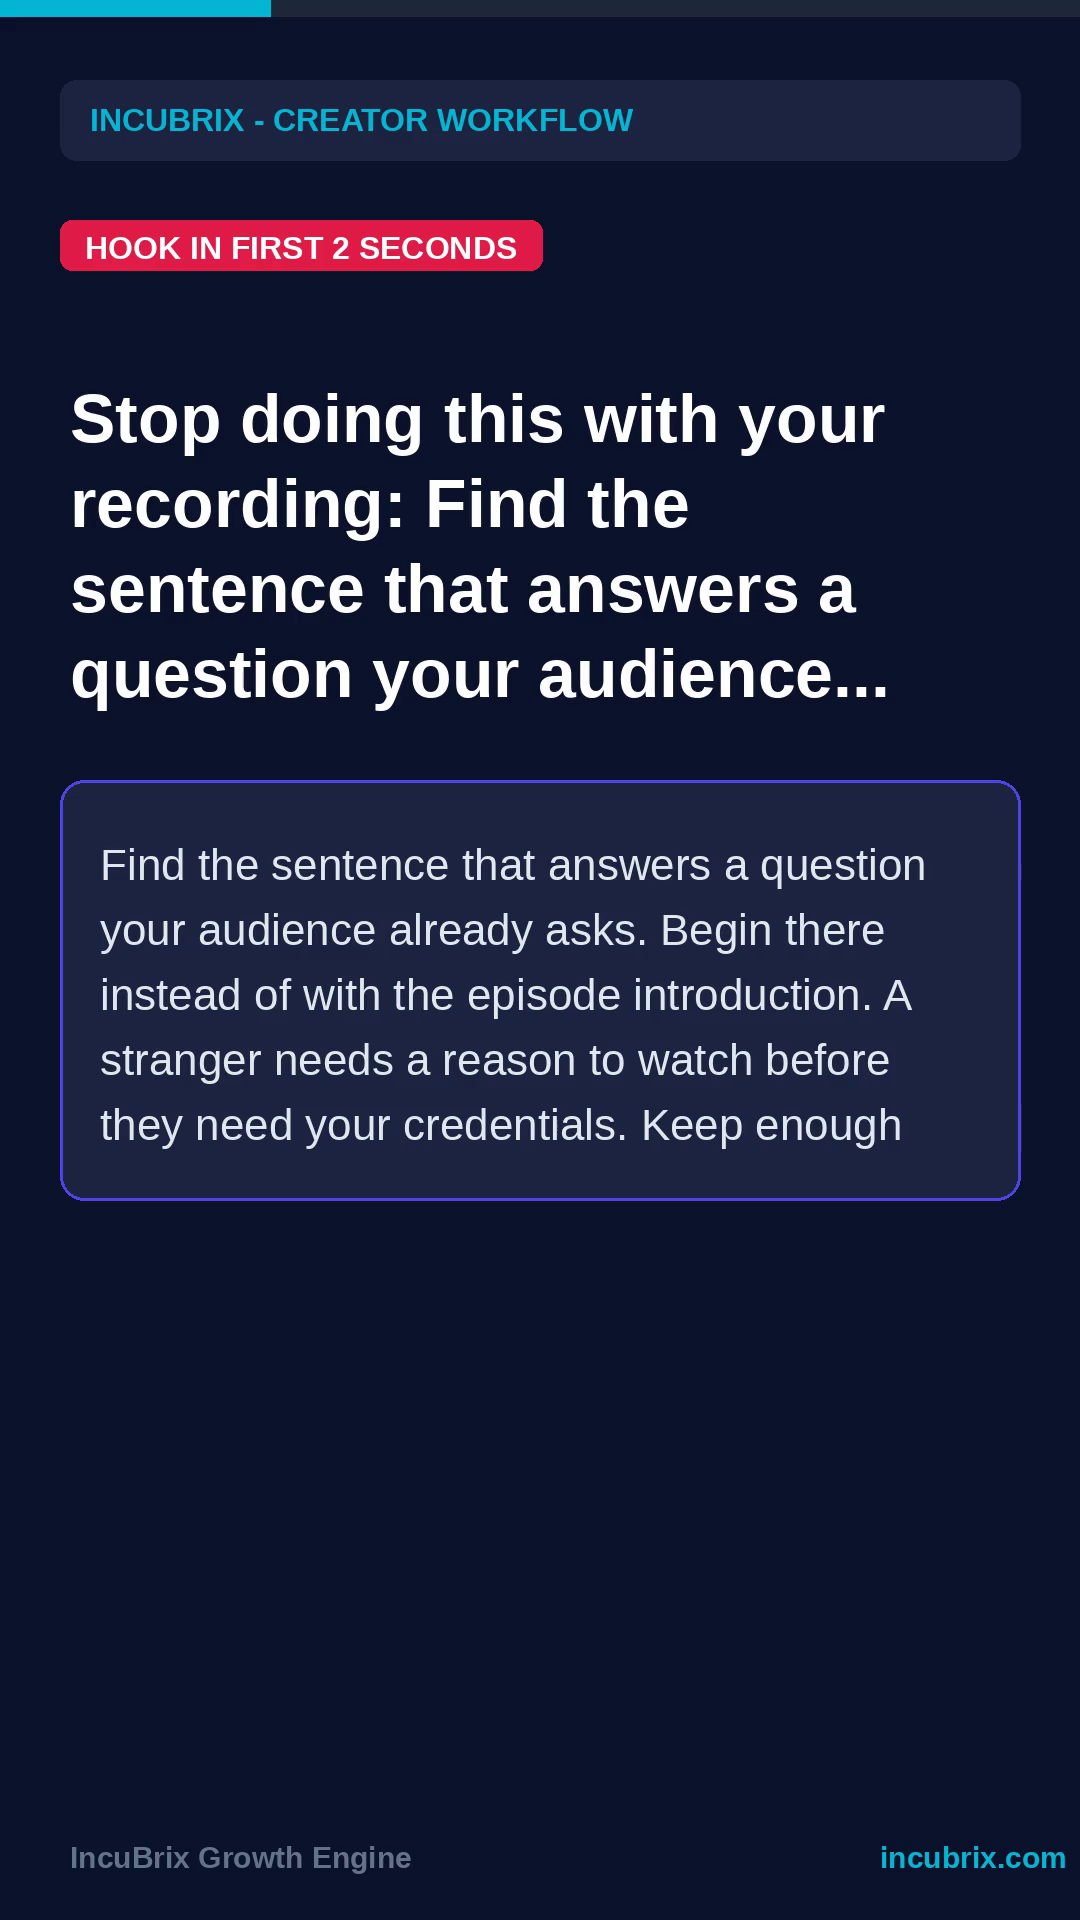 INCUBRIX - CREATOR WORKFLOW
HOOK IN FIRST 2 SECONDS
Stop doing this with your
recording: Find the
sentence that answers a
question your audience...
Find the sentence that answers a question
your audience already asks. Begin there
instead of with the episode introduction. A
stranger needs a reason to watch before
they need your credentials. Keep enough
IncuBrix Growth Engine
incubrix.com